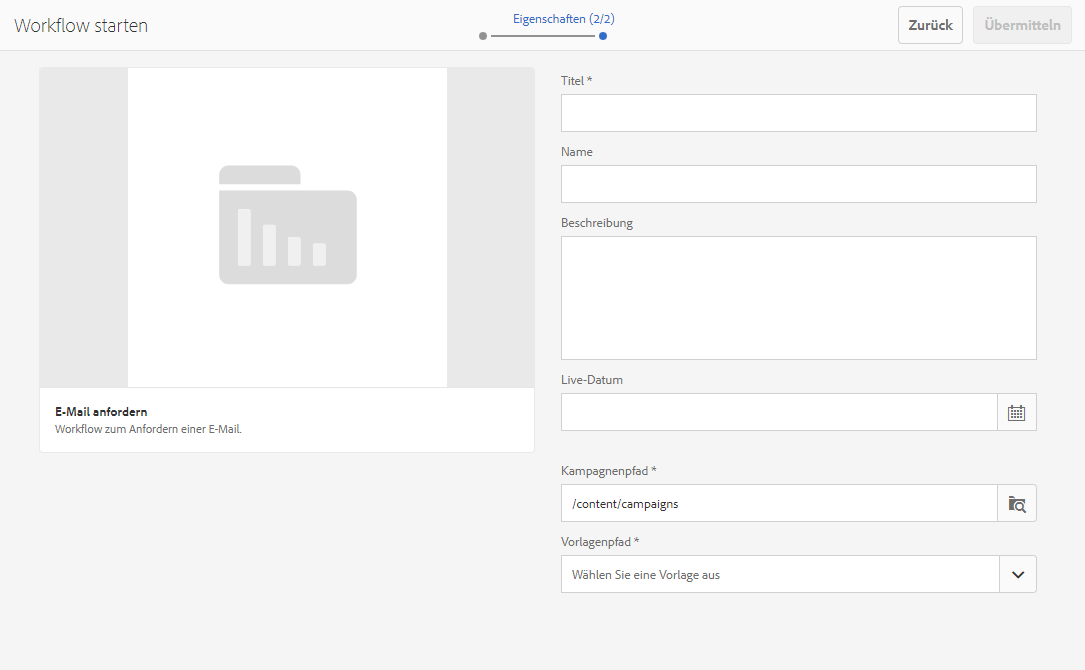 Workflow starten
Eigenschaften (2/2)
Zurück
Übermitteln
E-Mail anfordern
Workflow zum Anfordern einer E-Mail.
Titel *
Name
Beschreibung
Live-Datum
Kampagnenpfad *
/content/campaigns
Vorlagenpfad *
Wählen Sie eine Vorlage aus